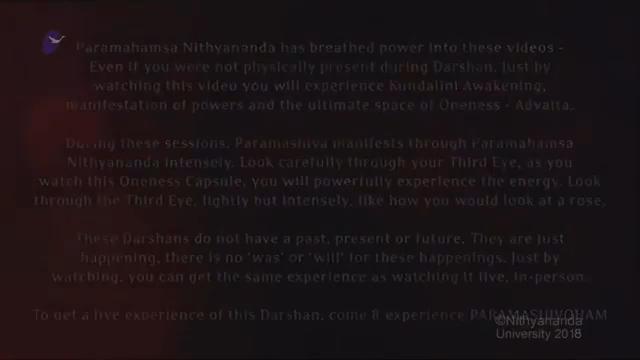 Paramahamsa Nithyananda has breathed power into these videos -
Even if you were not physically present during Darshan. Just by
watching this video you will experience Kundalini Awakening,
manifestation of powers and the ultimate space of Oneness - Advaita.
During these sessions, Paramashiva manifests through Paramahamsa
Nithyananda intensely. Look carefully through your Third Eye, as you
watch this Oneness Capsule, you will powerfully experience the energy. Look
through the Third Eye, lightly but intensely, like how you would look at a rose.
These Darshans do not have a past, present or future. They are just
happening, there is no 'was' or 'will' for these happenings. Just by
watching, you can get the same experience as watching it live, in-person.
To get a live experience of this Darshan, come & experience PARAMASHIVOHAM
©Nithyananda
University 2018